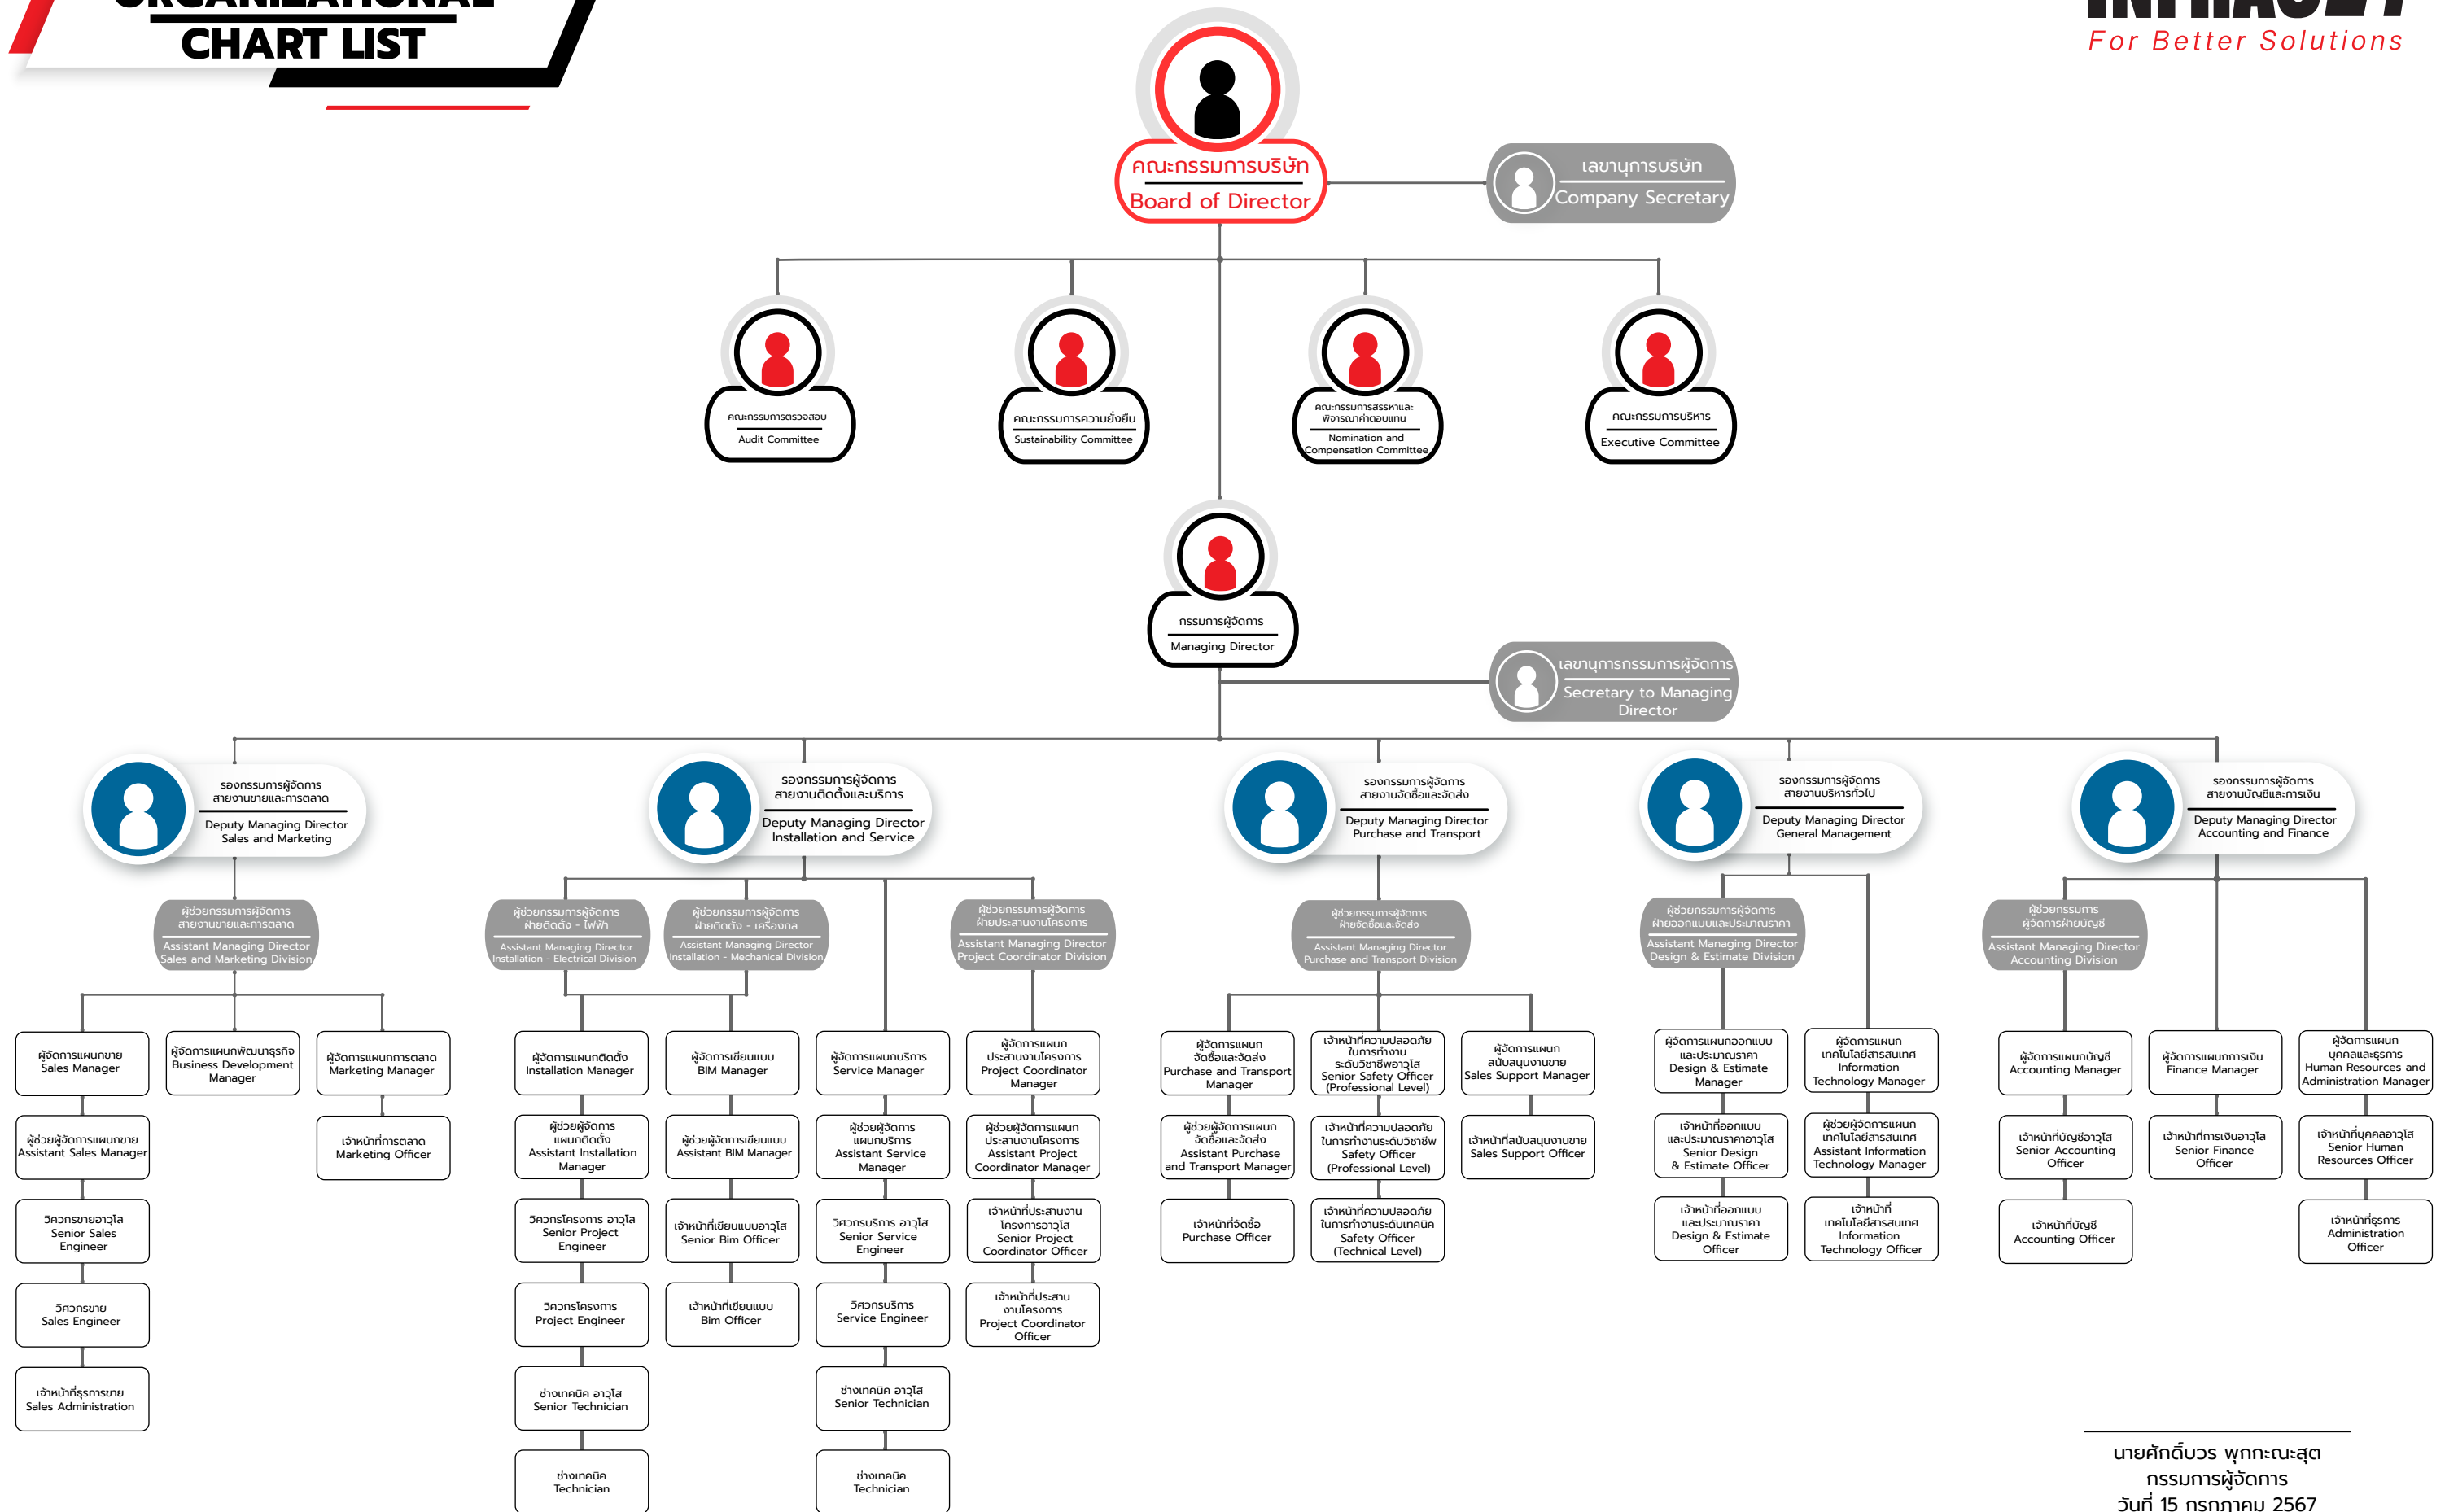 ORGANIZATIONAL
CHART LIST
For Better Solutions
คณะกรรมการบริษัท
Board of Director
เลขานุการบริษัท
Company Secretary
คณะกรรมการตรวจสอบ
Audit Committee
คณะกรรมการความยั่งยืน
Sustainability Committee
คณะกรรมการสรรหาและ
พิจารณาค่าตอบแทน
Nomination and
Compensation Committee
คณะกรรมการบริหาร
Executive Committee
กรรมการผู้จัดการ
Managing Director
เลขานุการกรรมการผู้จัดการ
Secretary to Managing
Director
รองกรรมการผู้จัดการ
สายงานขายและการตลาด
Deputy Managing Director
Sales and Marketing
รองกรรมการผู้จัดการ
สายงานติดตั้งและบริการ
Deputy Managing Director
Installation and Service
รองกรรมการผู้จัดการ
สายงานจัดซื้อและจัดส่ง
Deputy Managing Director
Purchase and Transport
รองกรรมการผู้จัดการ
สายงานบริหารทั่วไป
Deputy Managing Director
General Management
รองกรรมการผู้จัดการ
สายงานบัญชีและการเงิน
Deputy Managing Director
Accounting and Finance
ผู้ช่วยกรรมการผู้จัดการ
สายงานขายและการตลาด
Assistant Managing Director
Sales and Marketing Division
ผู้ช่วยกรรมการผู้จัดการ
ฝ่ายติดตั้ง - ไฟฟ้า
Assistant Managing Director
Installation - Electrical Division
ผู้ช่วยกรรมการผู้จัดการ
ฝ่ายติดตั้ง - เครื่องกล
Assistant Managing Director
Installation - Mechanical Division
ผู้ช่วยกรรมการผู้จัดการ
ฝ่ายประสานงานโครงการ
Assistant Managing Director
Project Coordinator Division
ผู้ช่วยกรรมการผู้จัดการ
ฝ่ายจัดซื้อและจัดส่ง
Assistant Managing Director
Purchase and Transport Division
ผู้ช่วยกรรมการผู้จัดการ
ฝ่ายออกแบบและประมาณราคา
Assistant Managing Director
Design & Estimate Division
ผู้ช่วยกรรมการ
ผู้จัดการฝ่ายบัญชี
Assistant Managing Director
Accounting Division
ผู้จัดการแผนกขาย
Sales Manager
ผู้จัดการแผนกพัฒนาธุรกิจ
Business Development
Manager
ผู้จัดการแผนกการตลาด
Marketing Manager
ผู้จัดการแผนกติดตั้ง
Installation Manager
ผู้จัดการเขียนแบบ
BIM Manager
ผู้จัดการแผนกบริการ
Service Manager
ผู้จัดการแผนก
ประสานงานโครงการ
Project Coordinator
Manager
ผู้จัดการแผนก
จัดซื้อและจัดส่ง
Purchase and Transport
Manager
เจ้าหน้าที่ความปลอดภัย
ในการทำงาน
ระดับวิชาชีพอาวุโส
Senior Safety Officer
(Professional Level)
ผู้จัดการแผนก
สนับสนุนงานขาย
Sales Support Manager
ผู้จัดการแผนกออกแบบ
และประมาณราคา
Design & Estimate
Manager
ผู้จัดการแผนก
เทคโนโลยีสารสนเทศ
Information
Technology Manager
ผู้จัดการแผนกบัญชี
Accounting Manager
ผู้จัดการแผนกการเงิน
Finance Manager
ผู้จัดการแผนก
บุคคลและธุรการ
Human Resources and
Administration Manager
ผู้ช่วยผู้จัดการแผนกขาย
Assistant Sales Manager
เจ้าหน้าที่การตลาด
Marketing Officer
ผู้ช่วยผู้จัดการ
แผนกติดตั้ง
Assistant Installation
Manager
ผู้ช่วยผู้จัดการเขียนแบบ
Assistant BIM Manager
ผู้ช่วยผู้จัดการ
แผนกบริการ
Assistant Service
Manager
ผู้ช่วยผู้จัดการแผนก
ประสานงานโครงการ
Assistant Project
Coordinator Manager
ผู้ช่วยผู้จัดการแผนก
จัดซื้อและจัดส่ง
Assistant Purchase
and Transport Manager
เจ้าหน้าที่ความปลอดภัย
ในการทำงานระดับวิชาชีพ
Safety Officer
(Professional Level)
เจ้าหน้าที่สนับสนุนงานขาย
Sales Support Officer
เจ้าหน้าที่ออกแบบ
และประมาณราคาอาวุโส
Senior Design
& Estimate Officer
ผู้ช่วยผู้จัดการแผนก
เทคโนโลยีสารสนเทศ
Assistant Information
Technology Manager
เจ้าหน้าที่บัญชีอาวุโส
Senior Accounting
Officer
เจ้าหน้าที่การเงินอาวุโส
Senior Finance
Officer
เจ้าหน้าที่บุคคลอาวุโส
Senior Human
Resources Officer
วิศวกรขายอาวุโส
Senior Sales
Engineer
วิศวกรโครงการ อาวุโส
Senior Project
Engineer
เจ้าหน้าที่เขียนแบบอาวุโส
Senior Bim Officer
วิศวกรบริการ อาวุโส
Senior Service
Engineer
เจ้าหน้าที่ประสานงาน
โครงการอาวุโส
Senior Project
Coordinator Officer
เจ้าหน้าที่จัดซื้อ
Purchase Officer
เจ้าหน้าที่ความปลอดภัย
ในการทำงานระดับเทคนิค
Safety Officer
(Technical Level)
เจ้าหน้าที่ออกแบบ
และประมาณราคา
Design & Estimate
Officer
เจ้าหน้าที่
เทคโนโลยีสารสนเทศ
Information
Technology Officer
เจ้าหน้าที่บัญชี
Accounting Officer
เจ้าหน้าที่ธุรการ
Administration
Officer
วิศวกรขาย
Sales Engineer
วิศวกรโครงการ
Project Engineer
เจ้าหน้าที่เขียนแบบ
Bim Officer
วิศวกรบริการ
Service Engineer
เจ้าหน้าที่ประสาน
งานโครงการ
Project Coordinator
Officer
เจ้าหน้าที่ธุรการขาย
Sales Administration
ช่างเทคนิค อาวุโส
Senior Technician
ช่างเทคนิค อาวุโส
Senior Technician
ช่างเทคนิค
Technician
ช่างเทคนิค
Technician
นายศักดิ์บวร พุกกะณะสุต
กรรมการผู้จัดการ
วันที่ 15 กรกฎาคม 2567